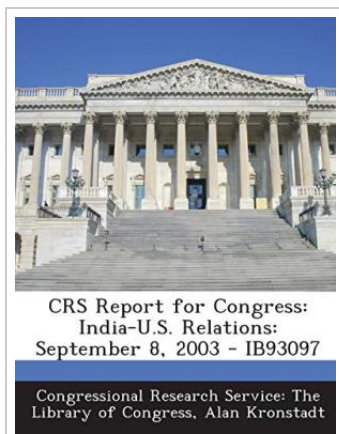 CRS Report for Congress:
India-U.S. Relations:
September 8, 2003 - IB93097
Congressional Research Service: The
Library of Congress, Alan Kronstadt